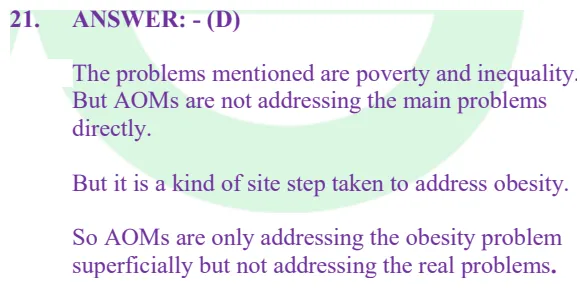 21. ANSWER: - (D)
The problems mentioned are poverty and inequality.
But AOMs are not addressing the main problems
directly.
But it is a kind of site step taken to address obesity.
So AOMs are only addressing the obesity problem
superficially but not addressing the real problems.